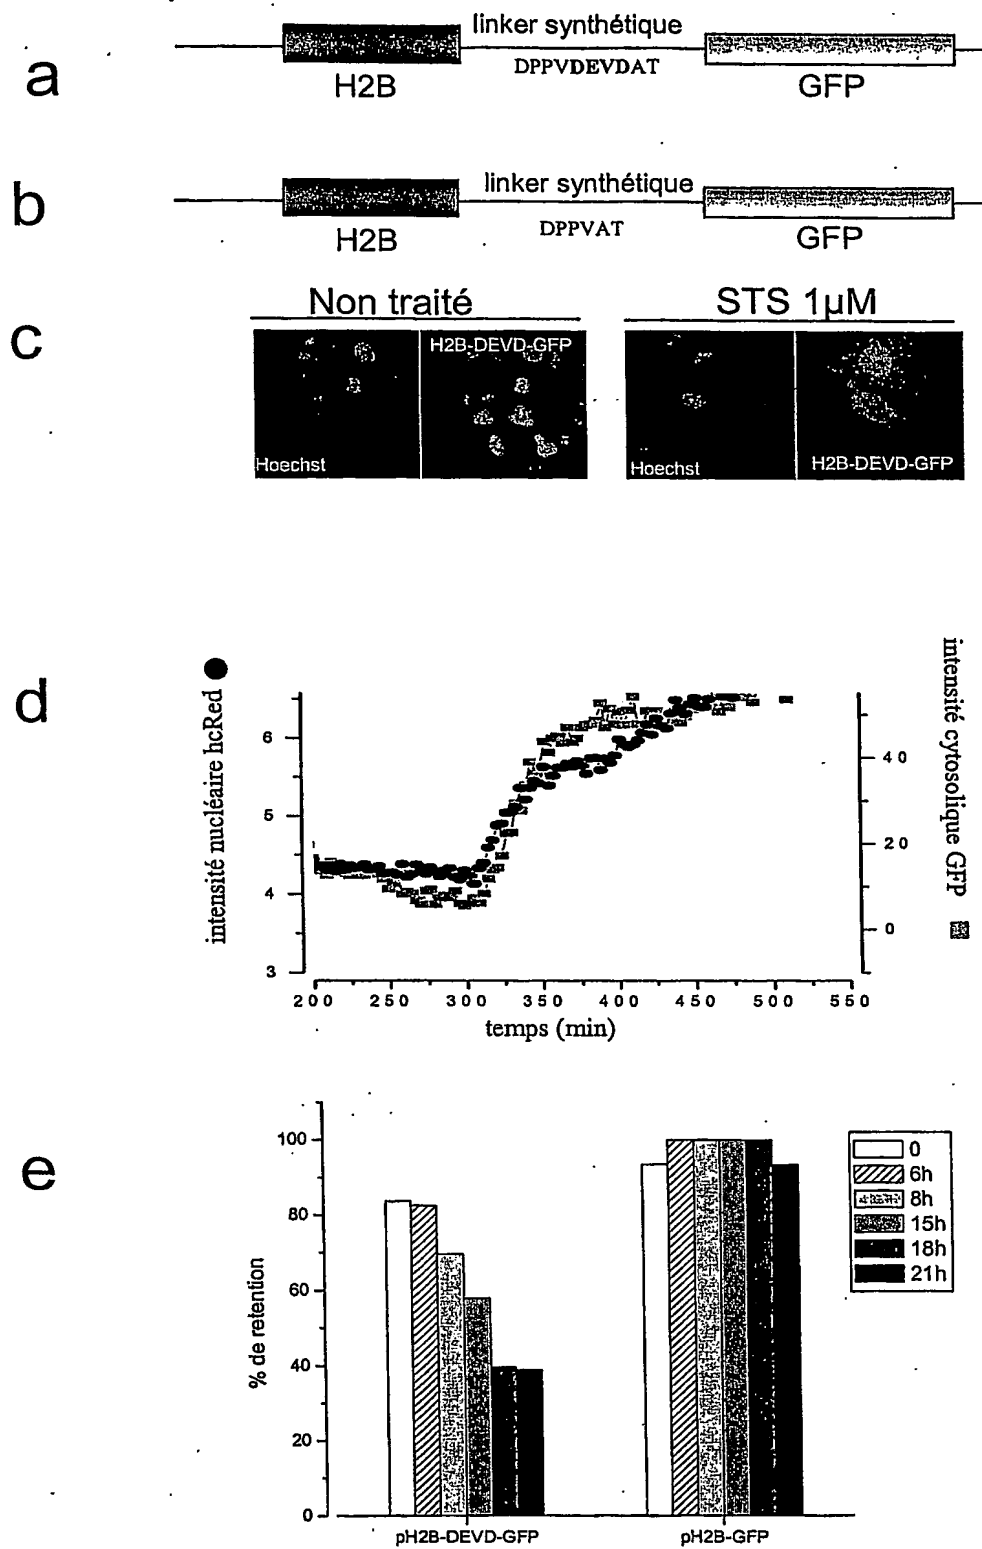 a
linker synthétique
DPPVDEVDAT
H2B
GFP
b
linker synthétique
DPPVAT
H2B
GFP
c
Non traité
STS 1µM
H2B-DEVD-GFP
Hoechst
Hoechst
H2B-DEVD-GFP
d
intensité nucléaire hcRed
6
5
4
3
intensité cytosolique GFP
40
20
0
200 250 300 350 400 450 500 550
temps (min)
e
% de retention
100
80
60
40
20
0
0
6h
8h
15h
18h
21h
pH2B-DEVD-GFP
pH2B-GFP